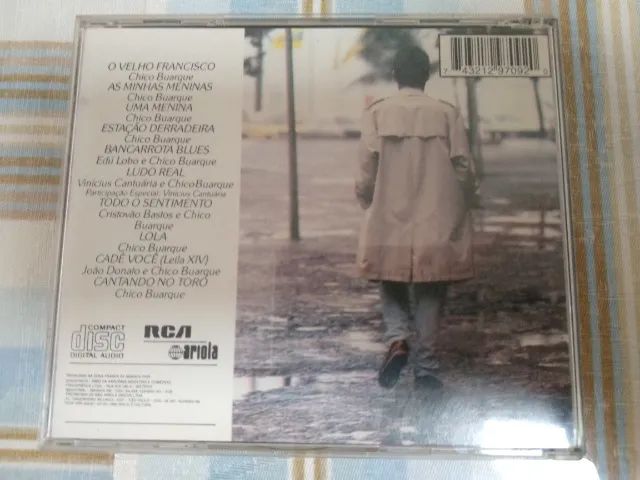 O VELHO FRANCISCO
Chico Buarque
AS MINHAS MENINAS
Chico Buarque
UMA MENINA
Chico Buarque
ESTAÇÃO DERRADEIRA
Chico Buarque
BANCARROTA BLUES
Edu Lobo e Chico Buarque
LUDO REAL
Vinicius Cantuária e Chico Buarque
Participação Especial: Vinicius Cantuária
TODO O SENTIMENTO
Cristovão Bastos e Chico
Buarque
LOLA
Chico Buarque
CADÊ VOCÊ (Leila XIV)
João Donato e Chico Buarque
CANTANDO NO TORÓ
Chico Buarque
COMPACT
disc
DIGITAL AUDIO
RCA
ariola
7 43212 97092